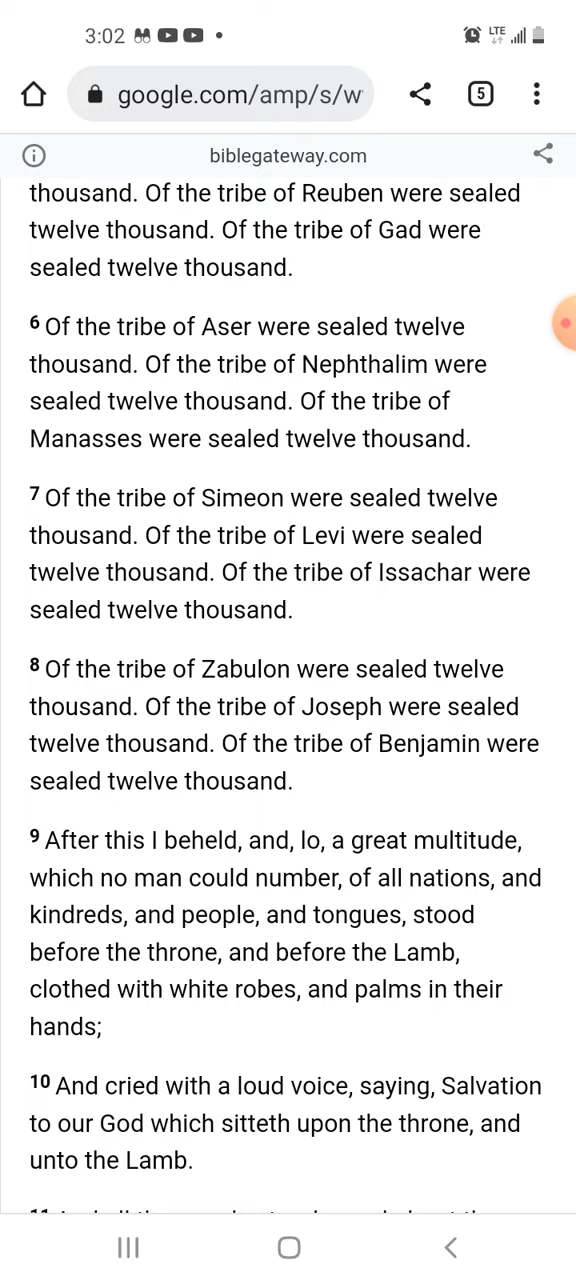 3:02
LTE
google.com/amp/s/w
5
biblegateway.com
thousand. Of the tribe of Reuben were sealed
twelve thousand. Of the tribe of Gad were
sealed twelve thousand.
6 Of the tribe of Aser were sealed twelve
thousand. Of the tribe of Nephthalim were
sealed twelve thousand. Of the tribe of
Manasses were sealed twelve thousand.
7 Of the tribe of Simeon were sealed twelve
thousand. Of the tribe of Levi were sealed
twelve thousand. Of the tribe of Issachar were
sealed twelve thousand.
8 Of the tribe of Zabulon were sealed twelve
thousand. Of the tribe of Joseph were sealed
twelve thousand. Of the tribe of Benjamin were
sealed twelve thousand.
9 After this I beheld, and, lo, a great multitude,
which no man could number, of all nations, and
kindreds, and people, and tongues, stood
before the throne, and before the Lamb,
clothed with white robes, and palms in their
hands;
10 And cried with a loud voice, saying, Salvation
to our God which sitteth upon the throne, and
unto the Lamb.